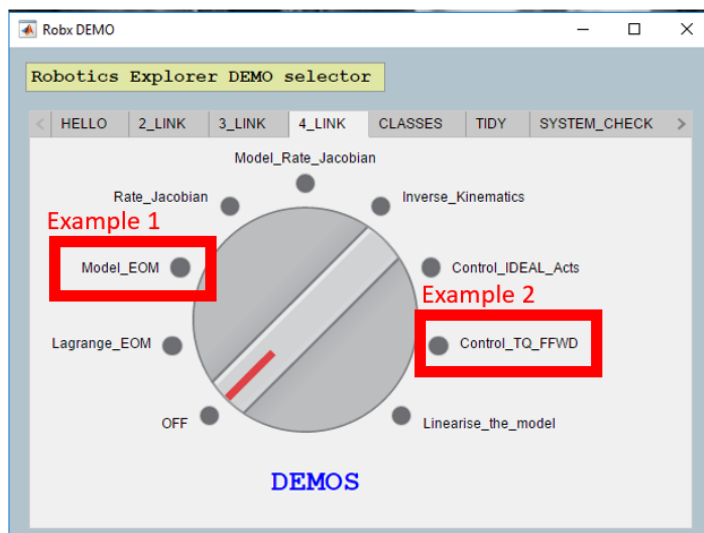 Robx DEMO
Robotics Explorer DEMO selector
HELLO 2_LINK 3_LINK 4_LINK CLASSES TIDY SYSTEM_CHECK
Model_Rate_Jacobian
Rate_Jacobian
Inverse_Kinematics
Example 1
Model_EOM
Control_IDEAL_Acts
Example 2
Lagrange_EOM
Control_TQ_FFWD
OFF
Linearise_the_model
DEMOS